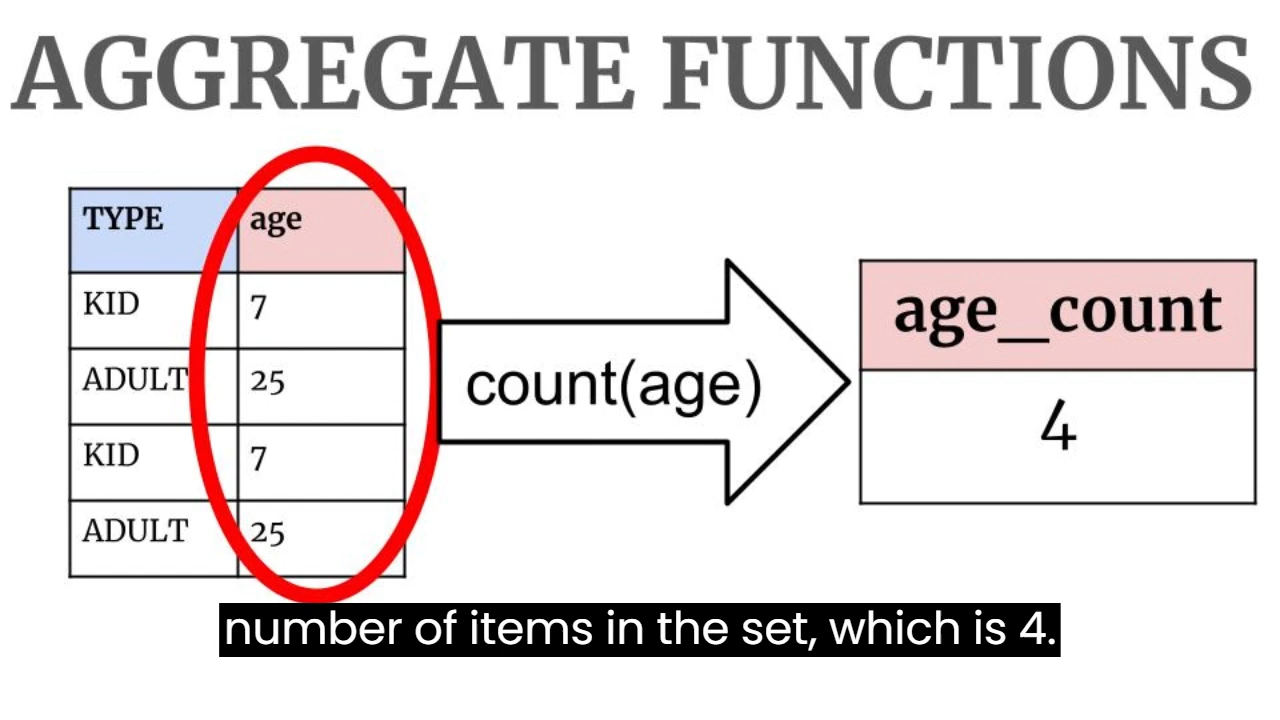 AGGREGATE FUNCTIONS
TYPE age
KID 7
ADULT 25
KID 7
ADULT 25
count(age)
age_count
4
number of items in the set, which is 4.